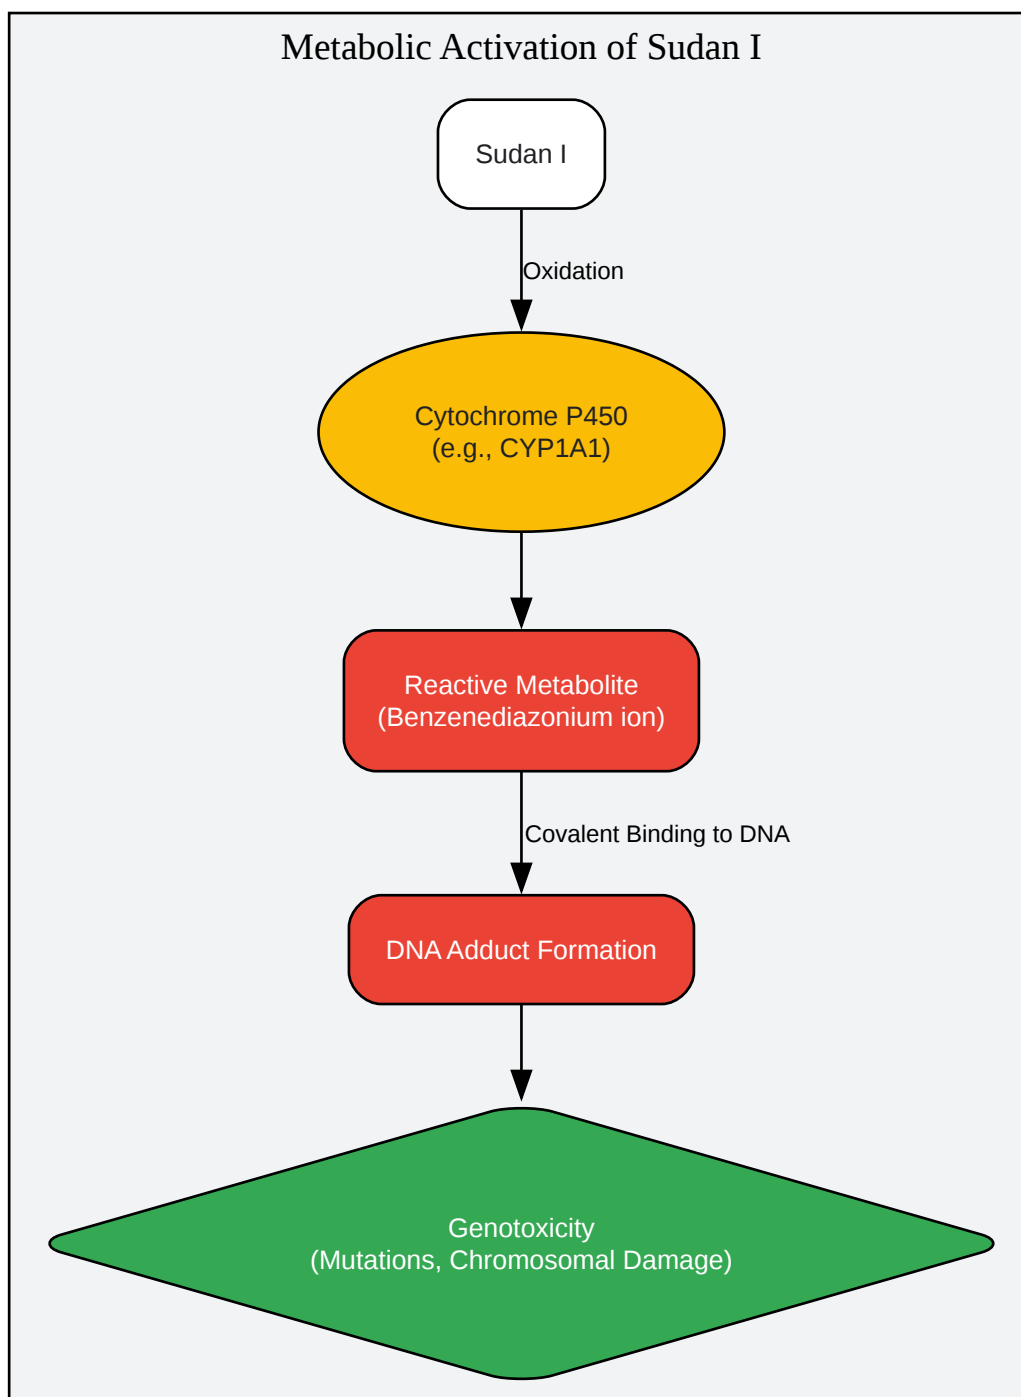 Metabolic Activation of Sudan I
Sudan I
Oxidation
Cytochrome P450
(e.g., CYP1A1)
Reactive Metabolite
(Benzenediazonium ion)
Covalent Binding to DNA
DNA Adduct Formation
Genotoxicity
(Mutations, Chromosomal Damage)